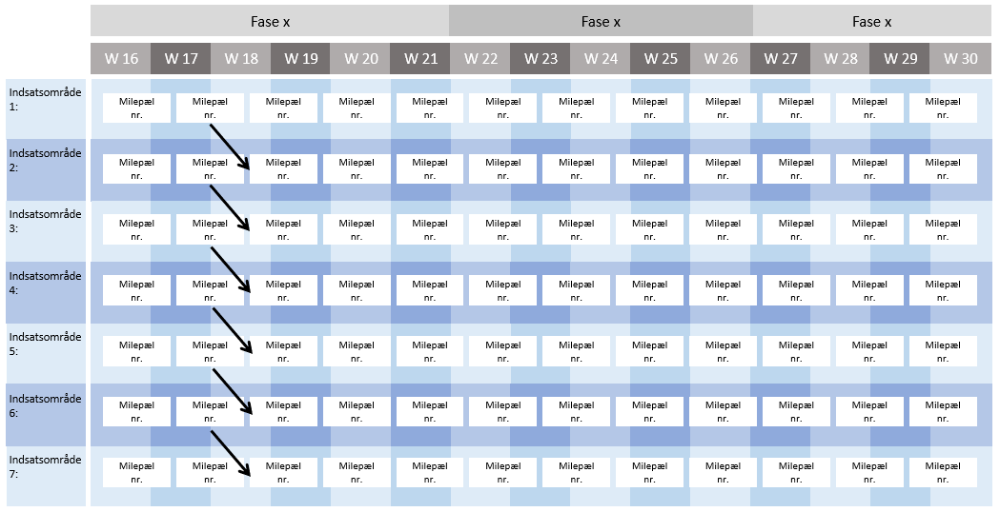 Fase x Fase x Fase x
W 16 W 17 W 18 W 19 W 20 W 21 W 22 W 23 W 24 W 25 W 26 W 27 W 28 W 29 W 30
Indsatsområde Milepæl Milepæl Milepæl Milepæl Milepæl Milepæl Milepæl Milepæl Milepæl Milepæl Milepæl Milepæl
1: nr. nr. nr. nr. nr. nr. nr. nr. nr. nr. nr. nr.
Indsatsområde Milepæl Milepæl Milepæl Milepæl Milepæl Milepæl Milepæl Milepæl Milepæl Milepæl Milepæl Milepæl
2: nr. nr. nr. nr. nr. nr. nr. nr. nr. nr. nr. nr.
Indsatsområde Milepæl Milepæl Milepæl Milepæl Milepæl Milepæl Milepæl Milepæl Milepæl Milepæl Milepæl Milepæl
3: nr. nr. nr. nr. nr. nr. nr. nr. nr. nr. nr. nr.
Indsatsområde Milepæl Milepæl Milepæl Milepæl Milepæl Milepæl Milepæl Milepæl Milepæl Milepæl Milepæl Milepæl
4: nr. nr. nr. nr. nr. nr. nr. nr. nr. nr. nr. nr.
Indsatsområde Milepæl Milepæl Milepæl Milepæl Milepæl Milepæl Milepæl Milepæl Milepæl Milepæl Milepæl Milepæl
5: nr. nr. nr. nr. nr. nr. nr. nr. nr. nr. nr. nr.
Indsatsområde Milepæl Milepæl Milepæl Milepæl Milepæl Milepæl Milepæl Milepæl Milepæl Milepæl Milepæl Milepæl
6: nr. nr. nr. nr. nr. nr. nr. nr. nr. nr. nr. nr.
Indsatsområde Milepæl Milepæl Milepæl Milepæl Milepæl Milepæl Milepæl Milepæl Milepæl Milepæl Milepæl Milepæl
7: nr. nr. nr. nr. nr. nr. nr. nr. nr. nr. nr. nr.